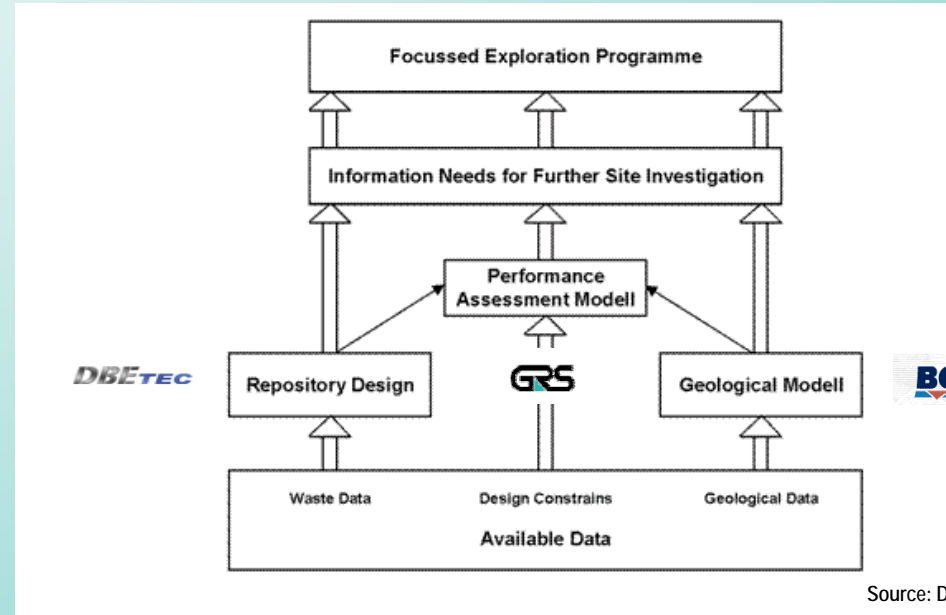 Focussed Exploration Programme
Information Needs for Further Site Investigation
Performance
Assessment Modell
DBETEC
Repository Design
GRS
Geological Modell
Waste Data
Design Constrains
Geological Data
Available Data
Source: